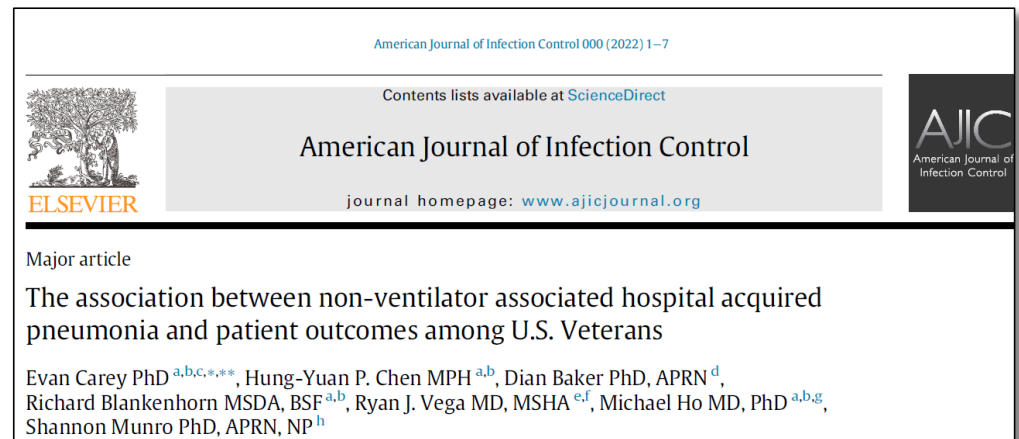 American Journal of Infection Control 000 (2022) 1−7
Contents lists available at ScienceDirect
American Journal of Infection Control
journal homepage: www.ajicjournal.org
ELSEVIER
AJIC
American Journal of
Infection Control
Major article
The association between non-ventilator associated hospital acquired
pneumonia and patient outcomes among U.S. Veterans
Evan Carey PhD a,b,c,*,**, Hung-Yuan P. Chen MPH a,b, Dian Baker PhD, APRN d,
Richard Blankenhorn MSDA, BSF a,b, Ryan J. Vega MD, MSHA e,f, Michael Ho MD, PhD a,b,g,
Shannon Munro PhD, APRN, NP h